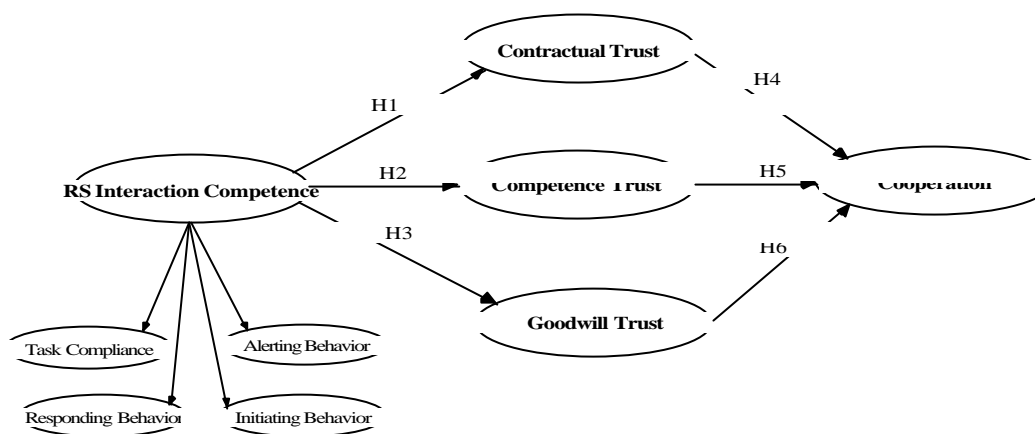 Contractual Trust
H1
H4
RS Interaction Competence
H2
Competence Trust
H5
Cooperation
H3
H6
Goodwill Trust
Task Compliance
Alerting Behavior
Responding Behavior
Initiating Behavior